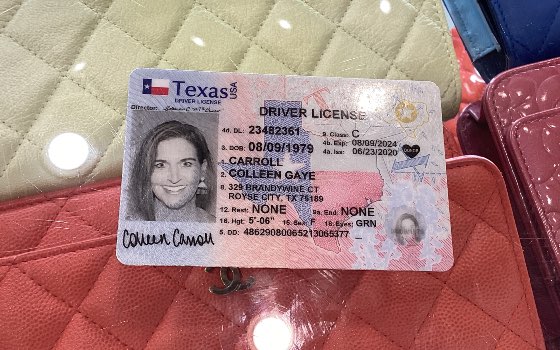 Texas USA
DRIVER LICENSE
Director:
DRIVER LICENSE
4d. DL: 23482361 9. Class: C
3. DOB: 08/09/1979 4b. Exp: 08/09/2024
4a. Iss: 06/23/2020
DONOR
1. CARROLL
2. COLLEEN GAYE
8. 329 BRANDYWINE CT
ROYSE CITY, TX 75189
12. Rest: NONE 9a. End: NONE
16. Hgt: 5'-06" 15. Sex: F 18. Eyes: GRN
5. DD: 48629080065213065377
Colleen Carroll